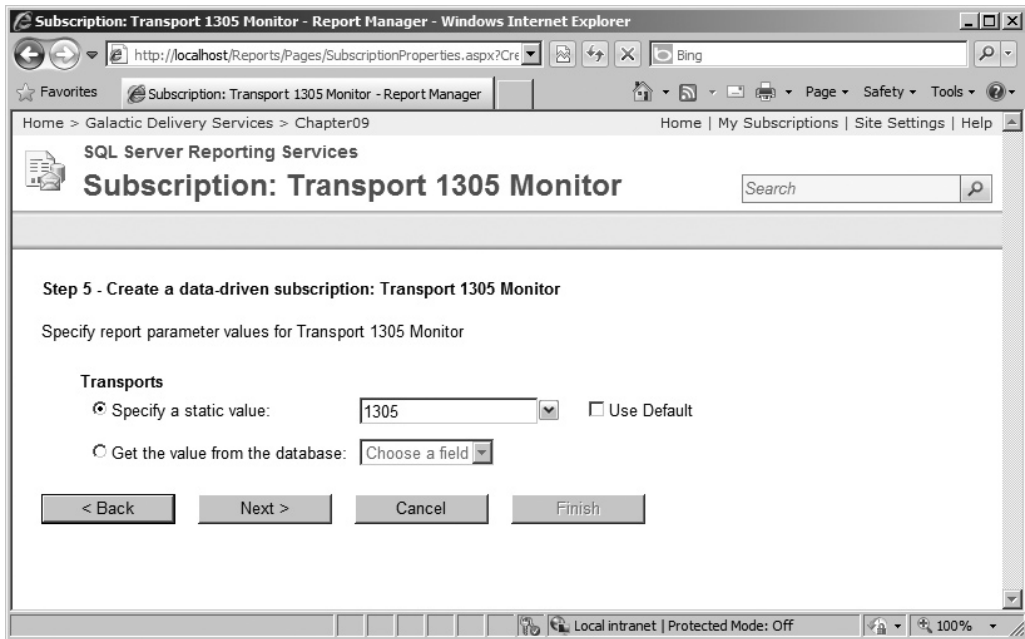 Subscription: Transport 1305 Monitor - Report Manager - Windows Internet Explorer
http://localhost/Reports/Pages/SubscriptionProperties.aspx?Cre
Bing
Favorites
Subscription: Transport 1305 Monitor - Report Manager
Page
Safety
Tools
Home > Galactic Delivery Services > Chapter09
Home | My Subscriptions | Site Settings | Help
SQL Server Reporting Services
Subscription: Transport 1305 Monitor
Search
Step 5 - Create a data-driven subscription: Transport 1305 Monitor
Specify report parameter values for Transport 1305 Monitor
Transports
Specify a static value:
1305
Use Default
Get the value from the database:
Choose a field
< Back
Next >
Cancel
Finish
Local intranet | Protected Mode: Off
100%